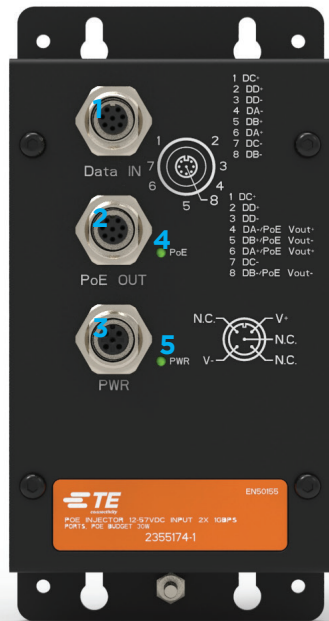 1 DC+
2 DD+
3 DD-
4 DA-
5 DB+
6 DA+
7 DC-
8 DB-
1
Data IN
1 2
7 3
6 4
5 8
1 DC+
2 DD+
3 DD-
4 DA-/PoE Vout+
5 DB+/PoE Vout-
6 DA+/PoE Vout+
7 DC-
8 DB-/PoE Vout-
2
4
PoE
PoE OUT
N.C. V+
N.C.
V- N.C.
3
5
PWR
PWR
TE
connectivity
EN50155
POE INJECTOR 12-57VDC INPUT 2X 1GBPS
PORTS POE BUDGET 30W
2355174-1